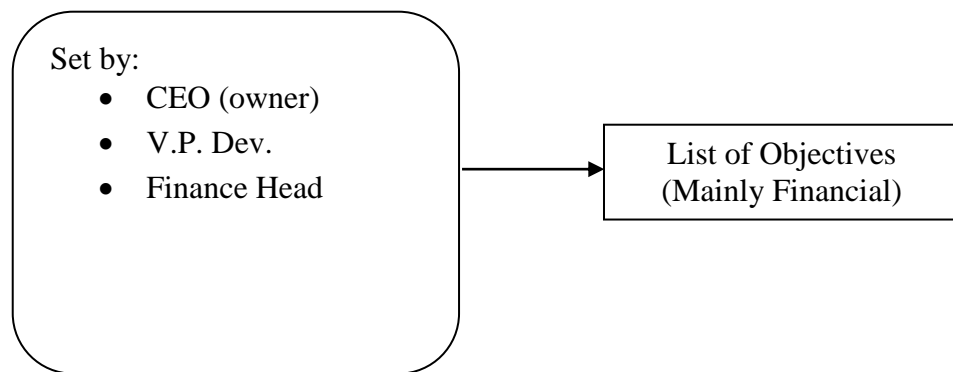 Set by:
• CEO (owner)
• V.P. Dev.
• Finance Head
List of Objectives
(Mainly Financial)